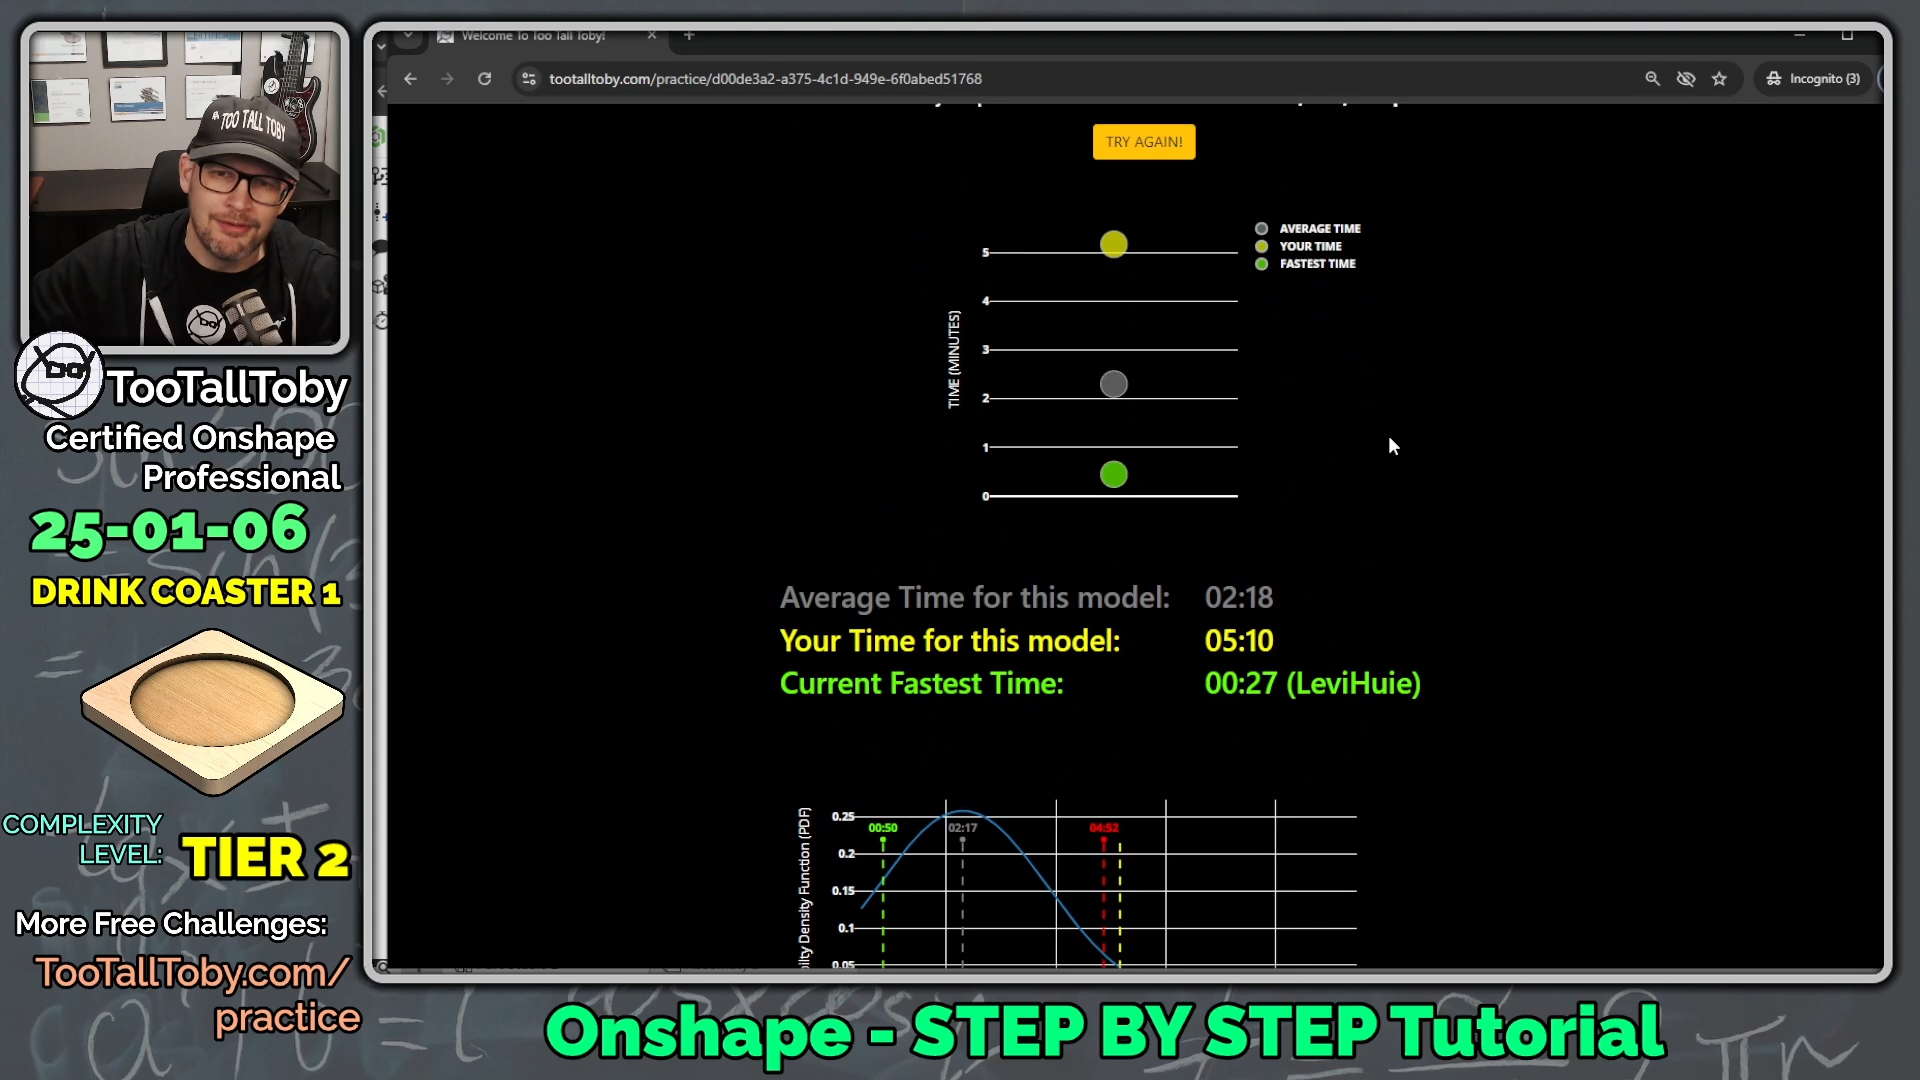 Welcome To Too Tall Toby!
tootalltoby.com/practice/d00de3a2-a375-4c1d-949e-6f0abed51768
Incognito (3)
TRY AGAIN!
TOO TALL TOBY
AVERAGE TIME
YOUR TIME
FASTEST TIME
TIME (MINUTES)
5
4
3
2
1
0
TooTallToby
Certified Onshape
Professional
25-01-06
DRINK COASTER 1
COMPLEXITY
LEVEL:
TIER 2
More Free Challenges:
TooTallToby.com/
practice
Average Time for this model: 02:18
Your Time for this model: 05:10
Current Fastest Time: 00:27 (LeviHuie)
Density Function (PDF)
0.25
0.2
0.15
0.1
0.05
00:50
02:17
04:52
Onshape - STEP BY STEP Tutorial